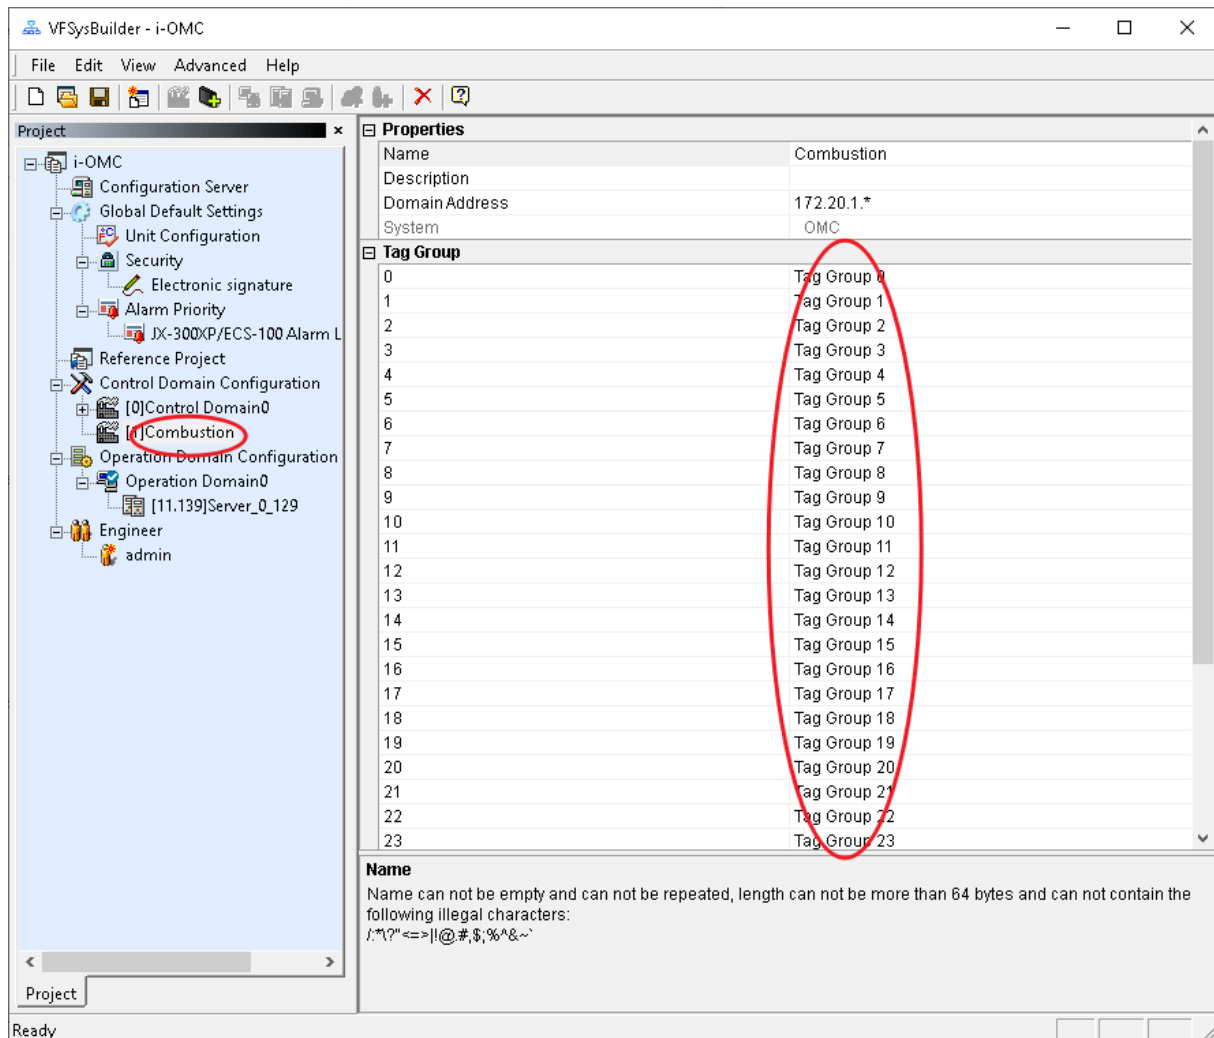 VFSysBuilder - i-OMC
File Edit View Advanced Help
Project
i-OMC
Configuration Server
Global Default Settings
Unit Configuration
Security
Electronic signature
Alarm Priority
JX-300XP/ECS-100 Alarm L
Reference Project
Control Domain Configuration
[0]Control Domain0
[1]Combustion
Operation Domain Configuration
Operation Domain0
[11.139]Server_0_129
Engineer
admin
Project
Properties
Name Combustion
Description
Domain Address 172.20.1.*
System OMC
Tag Group
0 Tag Group 0
1 Tag Group 1
2 Tag Group 2
3 Tag Group 3
4 Tag Group 4
5 Tag Group 5
6 Tag Group 6
7 Tag Group 7
8 Tag Group 8
9 Tag Group 9
10 Tag Group 10
11 Tag Group 11
12 Tag Group 12
13 Tag Group 13
14 Tag Group 14
15 Tag Group 15
16 Tag Group 16
17 Tag Group 17
18 Tag Group 18
19 Tag Group 19
20 Tag Group 20
21 Tag Group 21
22 Tag Group 22
23 Tag Group 23
Name
Name can not be empty and can not be repeated, length can not be more than 64 bytes and can not contain the
following illegal characters:
/:*\?"<=>|!@.#,$;%^&~`
Ready